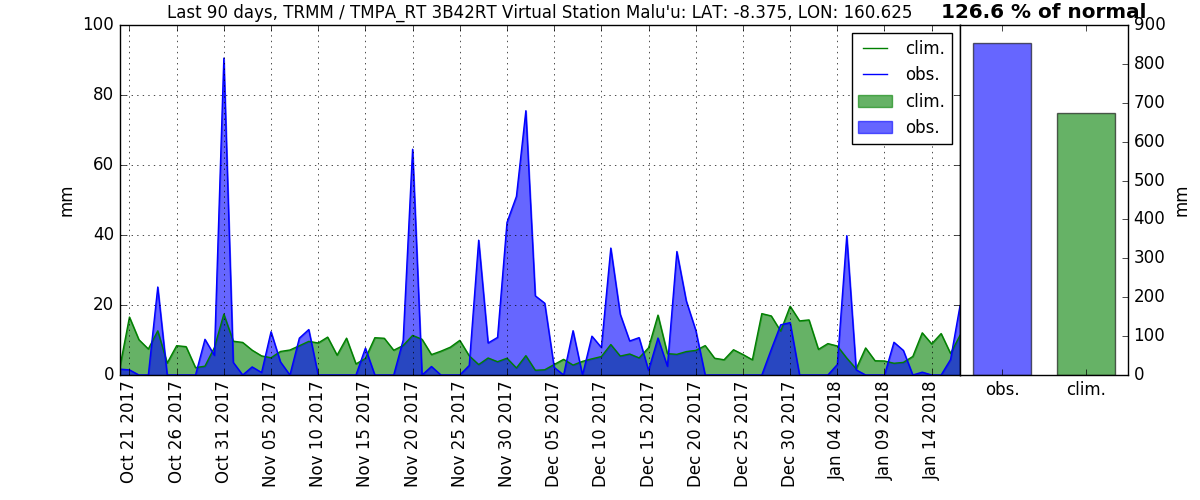 Last 90 days, TRMM / TMPA_RT 3B42RT Virtual Station Malu'u: LAT: -8.375, LON: 160.625
126.6 % of normal
100
80
60
40
20
0
mm
clim.
obs.
clim.
obs.
Oct 21 2017
Oct 26 2017
Oct 31 2017
Nov 05 2017
Nov 10 2017
Nov 15 2017
Nov 20 2017
Nov 25 2017
Nov 30 2017
Dec 05 2017
Dec 10 2017
Dec 15 2017
Dec 20 2017
Dec 25 2017
Dec 30 2017
Jan 04 2018
Jan 09 2018
Jan 14 2018
900
800
700
600
500
400
300
200
100
0
mm
obs.
clim.